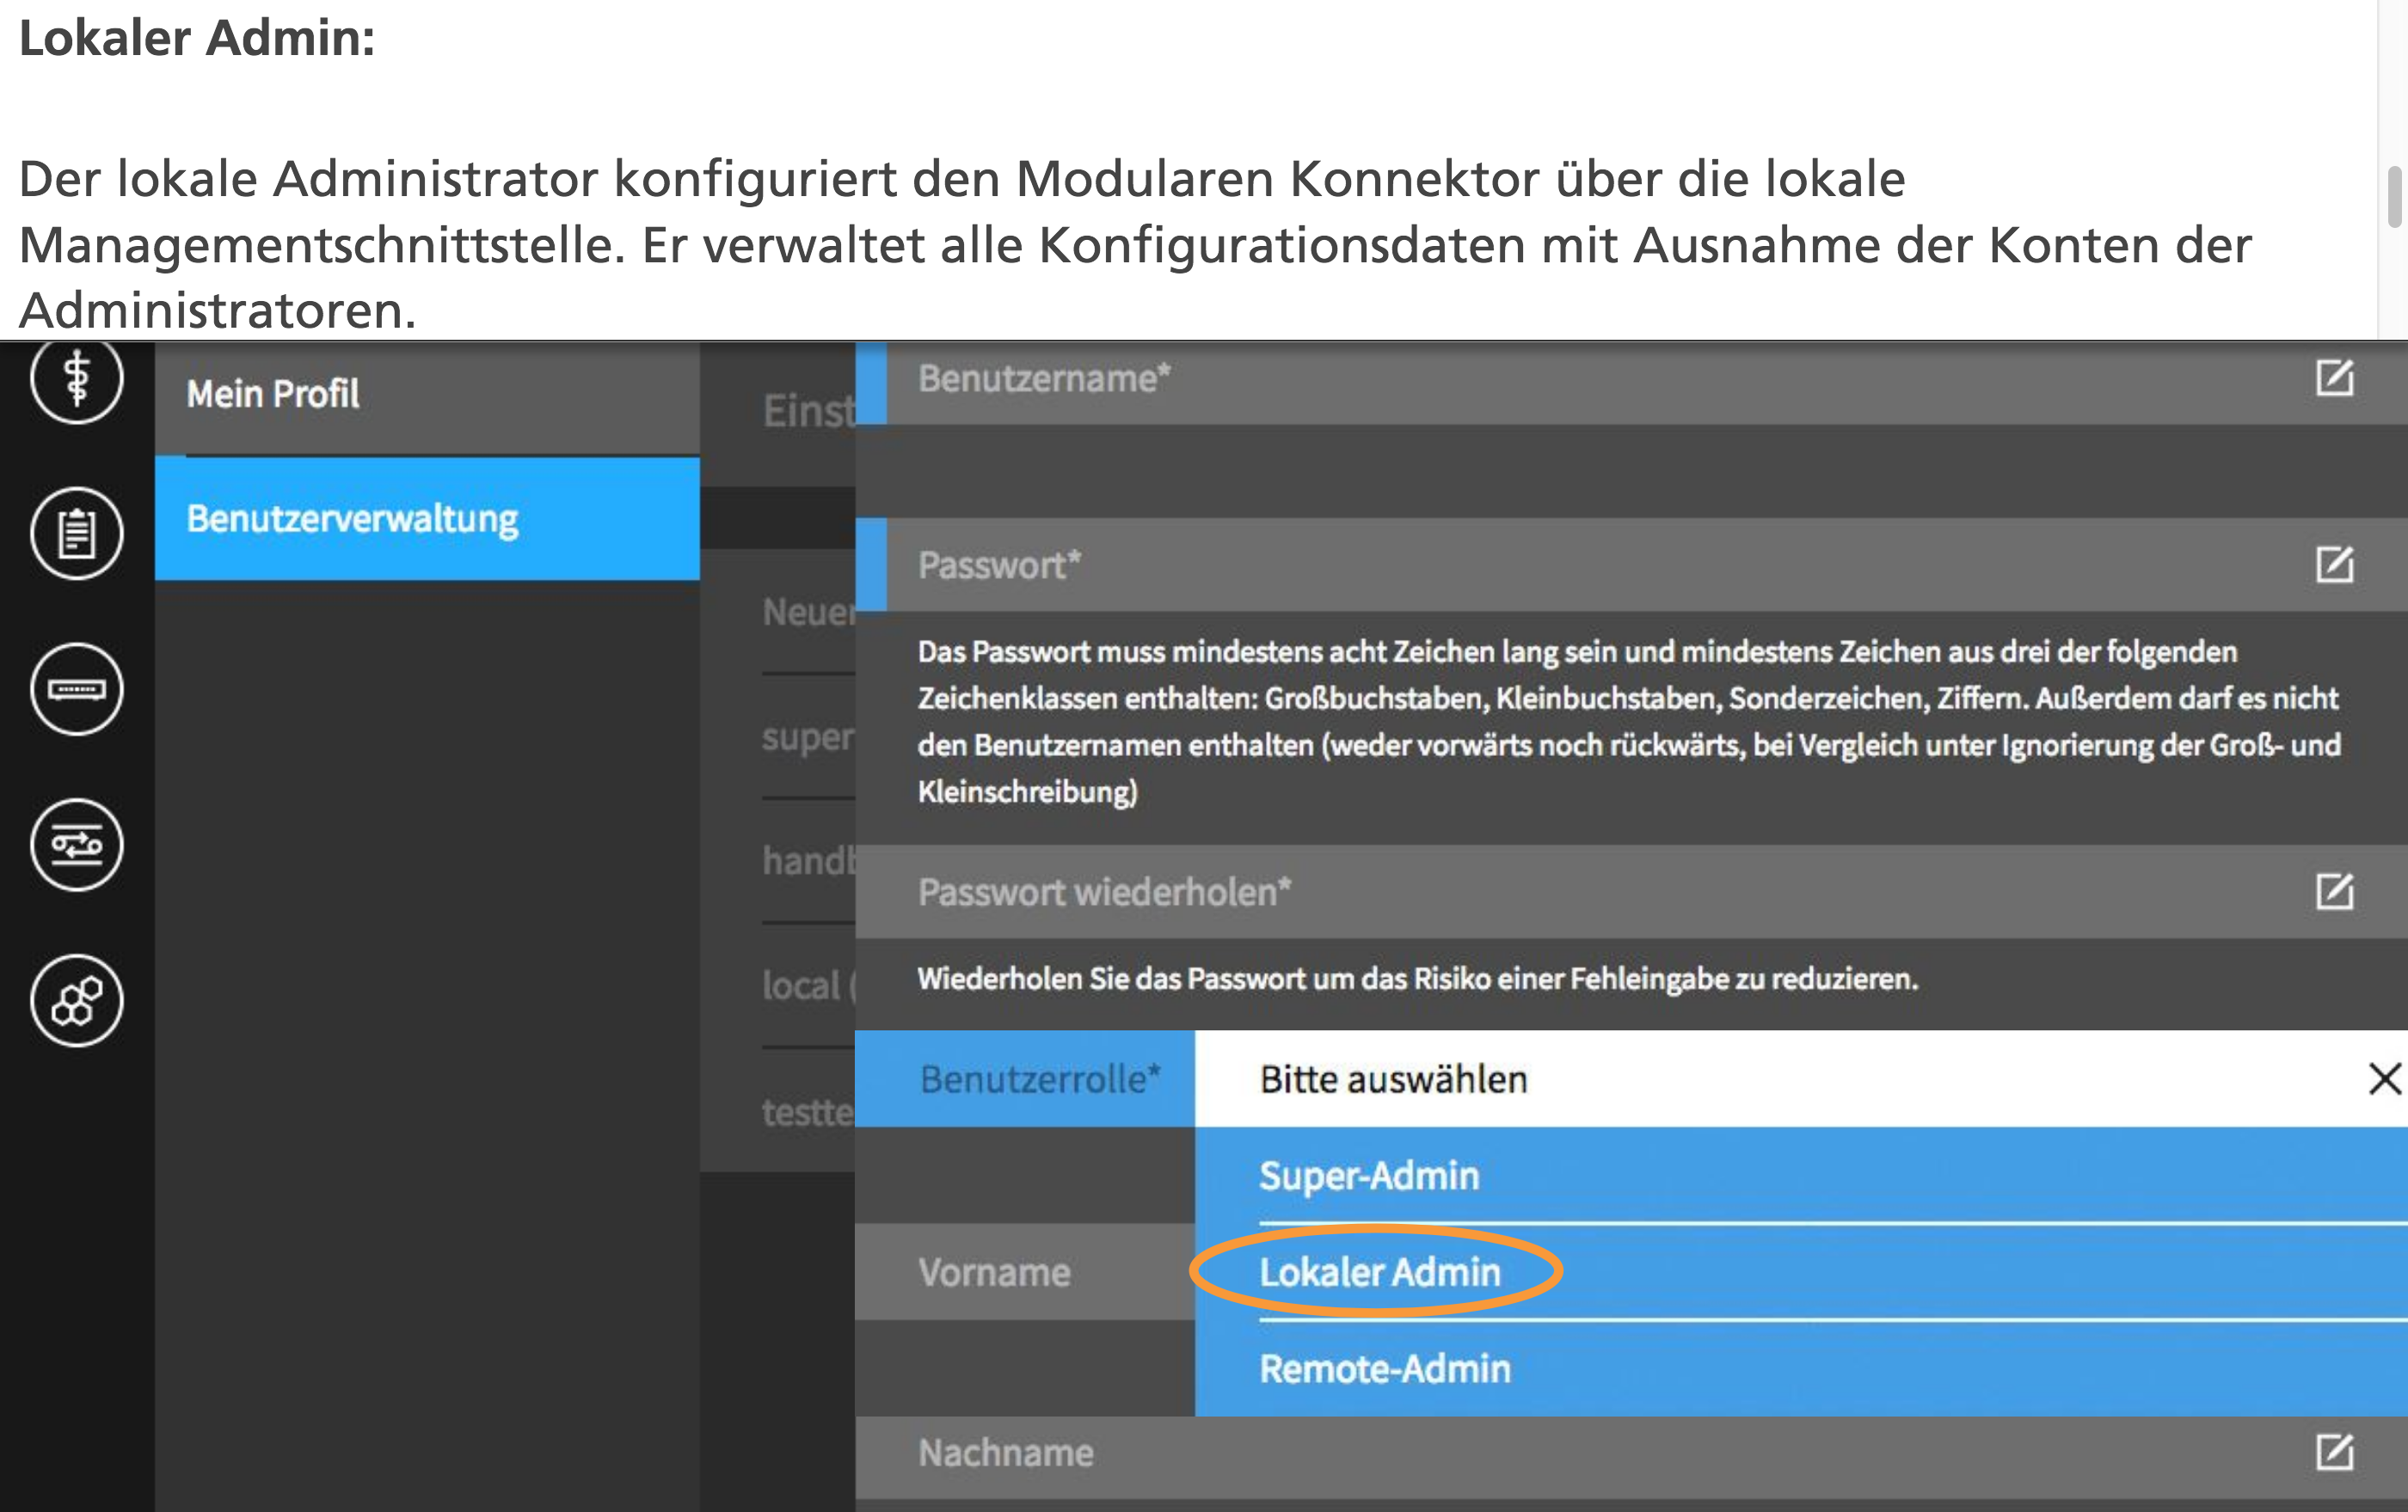 Lokaler Admin:
Der lokale Administrator konfiguriert den Modularen Konnektor über die lokale
Managementschnittstelle. Er verwaltet alle Konfigurationsdaten mit Ausnahme der Konten der
Administratoren.
Mein Profil
Benutzerverwaltung
Einst
Neuer
super
handb
local (
testte
Benutzername*
Passwort*
Das Passwort muss mindestens acht Zeichen lang sein und mindestens Zeichen aus drei der folgenden
Zeichenklassen enthalten: Großbuchstaben, Kleinbuchstaben, Sonderzeichen, Ziffern. Außerdem darf es nicht
den Benutzernamen enthalten (weder vorwärts noch rückwärts, bei Vergleich unter Ignorierung der Groß- und
Kleinschreibung)
Passwort wiederholen*
Wiederholen Sie das Passwort um das Risiko einer Fehleingabe zu reduzieren.
Benutzerrolle*
Bitte auswählen
Super-Admin
Vorname
Lokaler Admin
Remote-Admin
Nachname